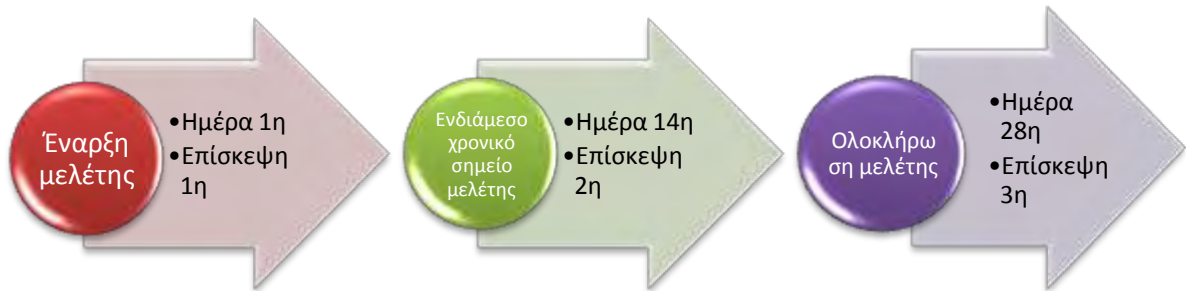 Έναρξη
μελέτης
•Ημέρα 1η
•Επίσκεψη
1η
Ενδιάμεσο
χρονικό
σημείο
μελέτης
•Ημέρα 14η
•Επίσκεψη
2η
Ολοκλήρω
ση μελέτης
•Ημέρα
28η
•Επίσκεψη
3η